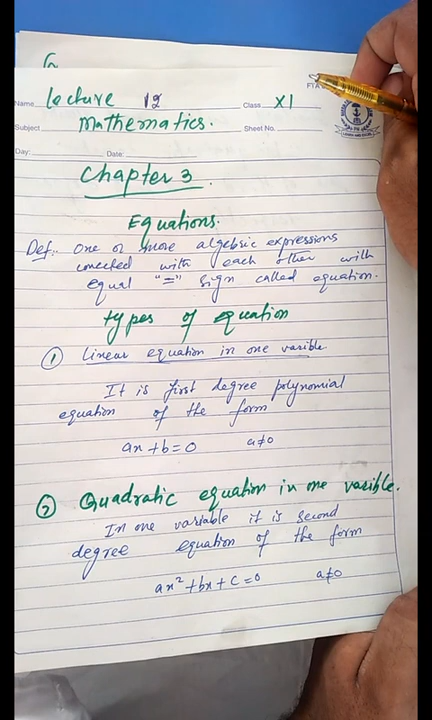 Name Lecture 12 Class XI
Subject Mathematics. Sheet No.
Day: Date:
Chapter 3
Equations.
Def:. One or more algebric expressions
conected with each other with
equal "=" sign called equation.
types of equation
① Linear equation in one varible
It is first degree polynomial
equation of the form
ax + b = 0 a≠0
② Quadratic equation in one varible.
In one variable it is second
degree equation of the form
ax² + bx + c = 0 a≠0